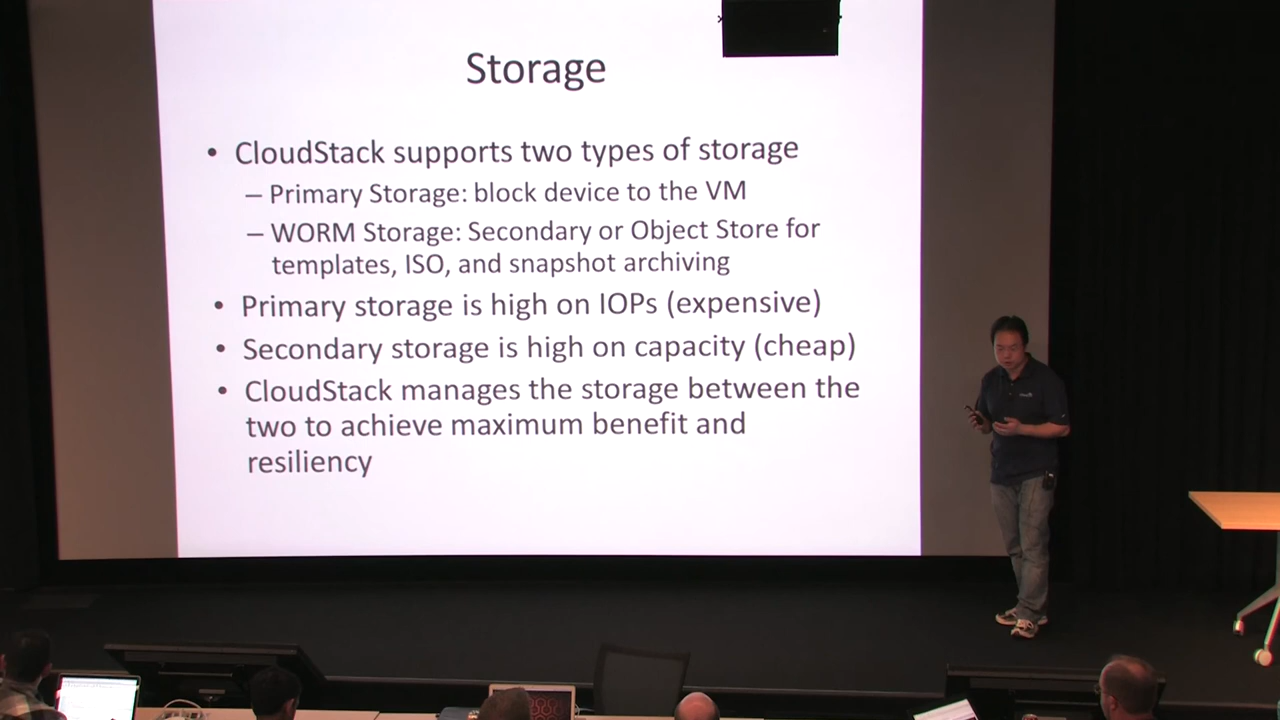 Storage
• CloudStack supports two types of storage
– Primary Storage: block device to the VM
– WORM Storage: Secondary or Object Store for
templates, ISO, and snapshot archiving
• Primary storage is high on IOPs (expensive)
• Secondary storage is high on capacity (cheap)
• CloudStack manages the storage between the
two to achieve maximum benefit and
resiliency